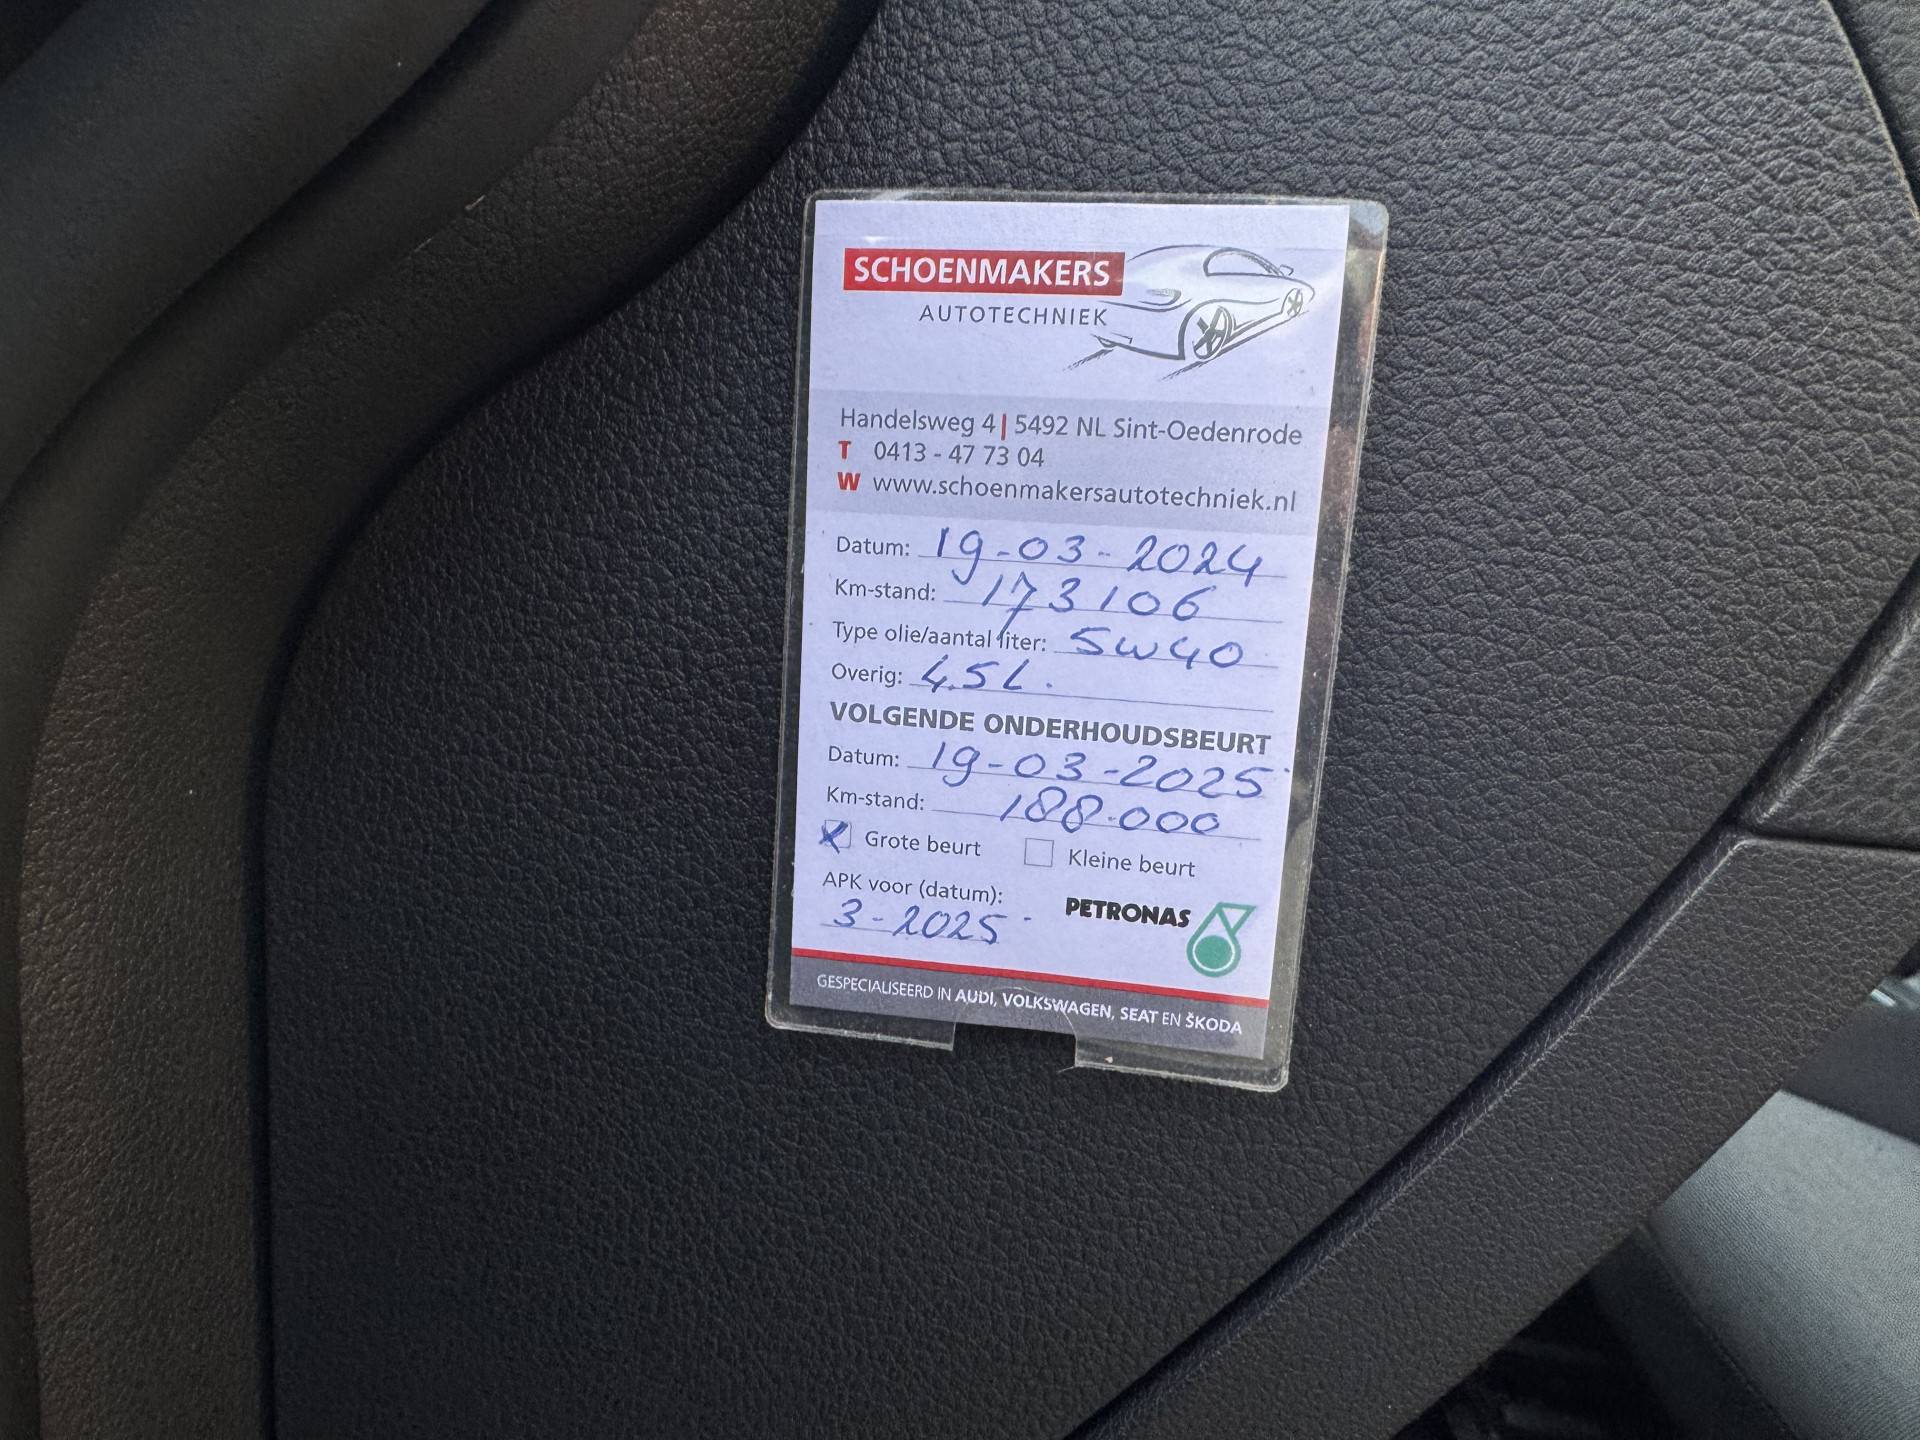 SCHOENMAKERS
AUTOTECHNIEK
Handelsweg 4 | 5492 NL Sint-Oedenrode
T 0413 - 47 73 04
W www.schoenmakersautotechniek.nl
Datum: 19-03-2024
Km-stand: 173106
Type olie/aantal liter: 5W40
Overig: 4.5L.
VOLGENDE ONDERHOUDSBEURT
Datum: 19-03-2025
Km-stand: 188.000
Grote beurt Kleine beurt
APK voor (datum):
3-2025
PETRONAS
GESPECIALISEERD IN AUDI, VOLKSWAGEN, SEAT EN ŠKODA